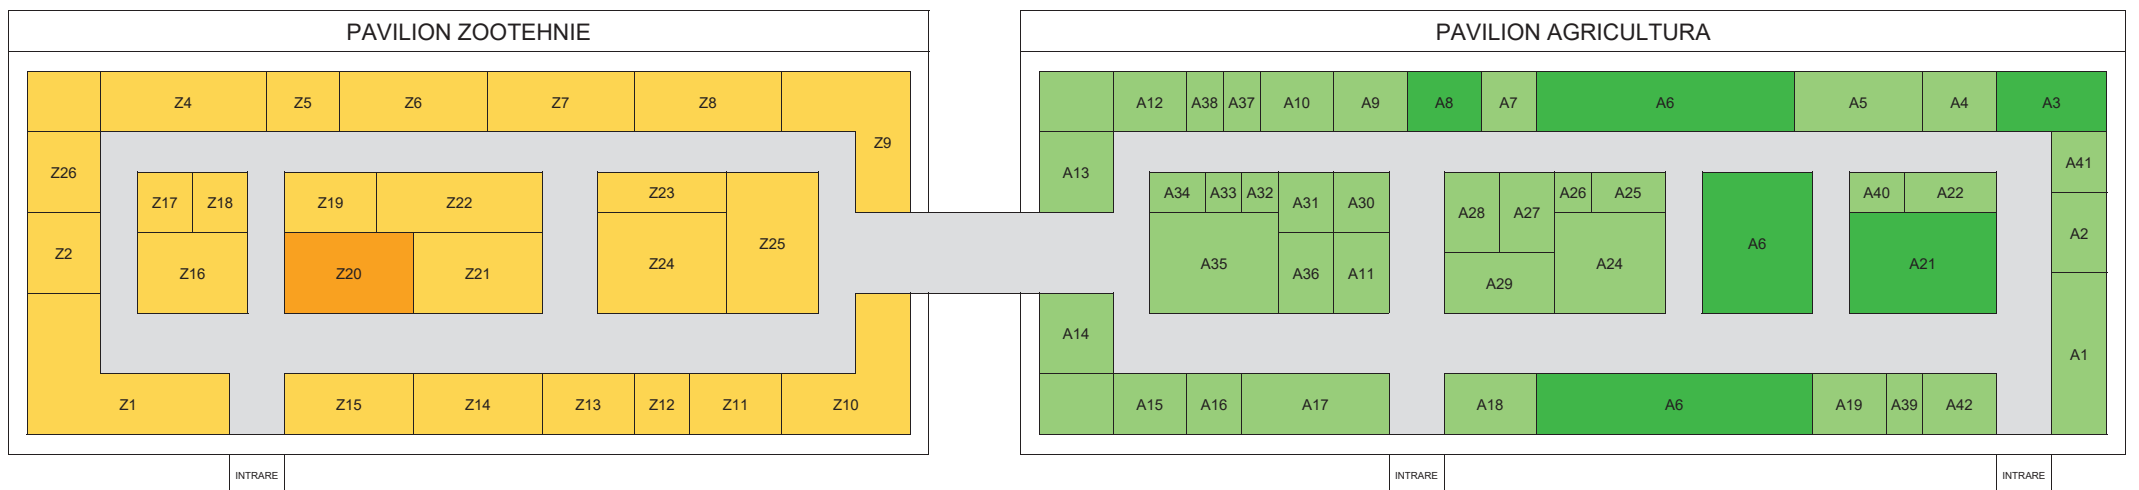 PAVILION ZOOTEHNIE
Z4 Z5 Z6 Z7 Z8
Z9
Z26
Z17 Z18 Z19 Z22 Z23
Z25
Z2 Z16 Z20 Z21 Z24
Z1 Z15 Z14 Z13 Z12 Z11 Z10
INTRARE
PAVILION AGRICULTURA
A12 A38 A37 A10 A9 A8 A7 A6 A5 A4 A3
A41
A13 A34 A33 A32 A31 A30 A28 A27 A26 A25 A40 A22
A6 A2
A35 A36 A11 A29 A24 A21
A14 A1
A15 A16 A17 A18 A6 A19 A39 A42
INTRARE INTRARE